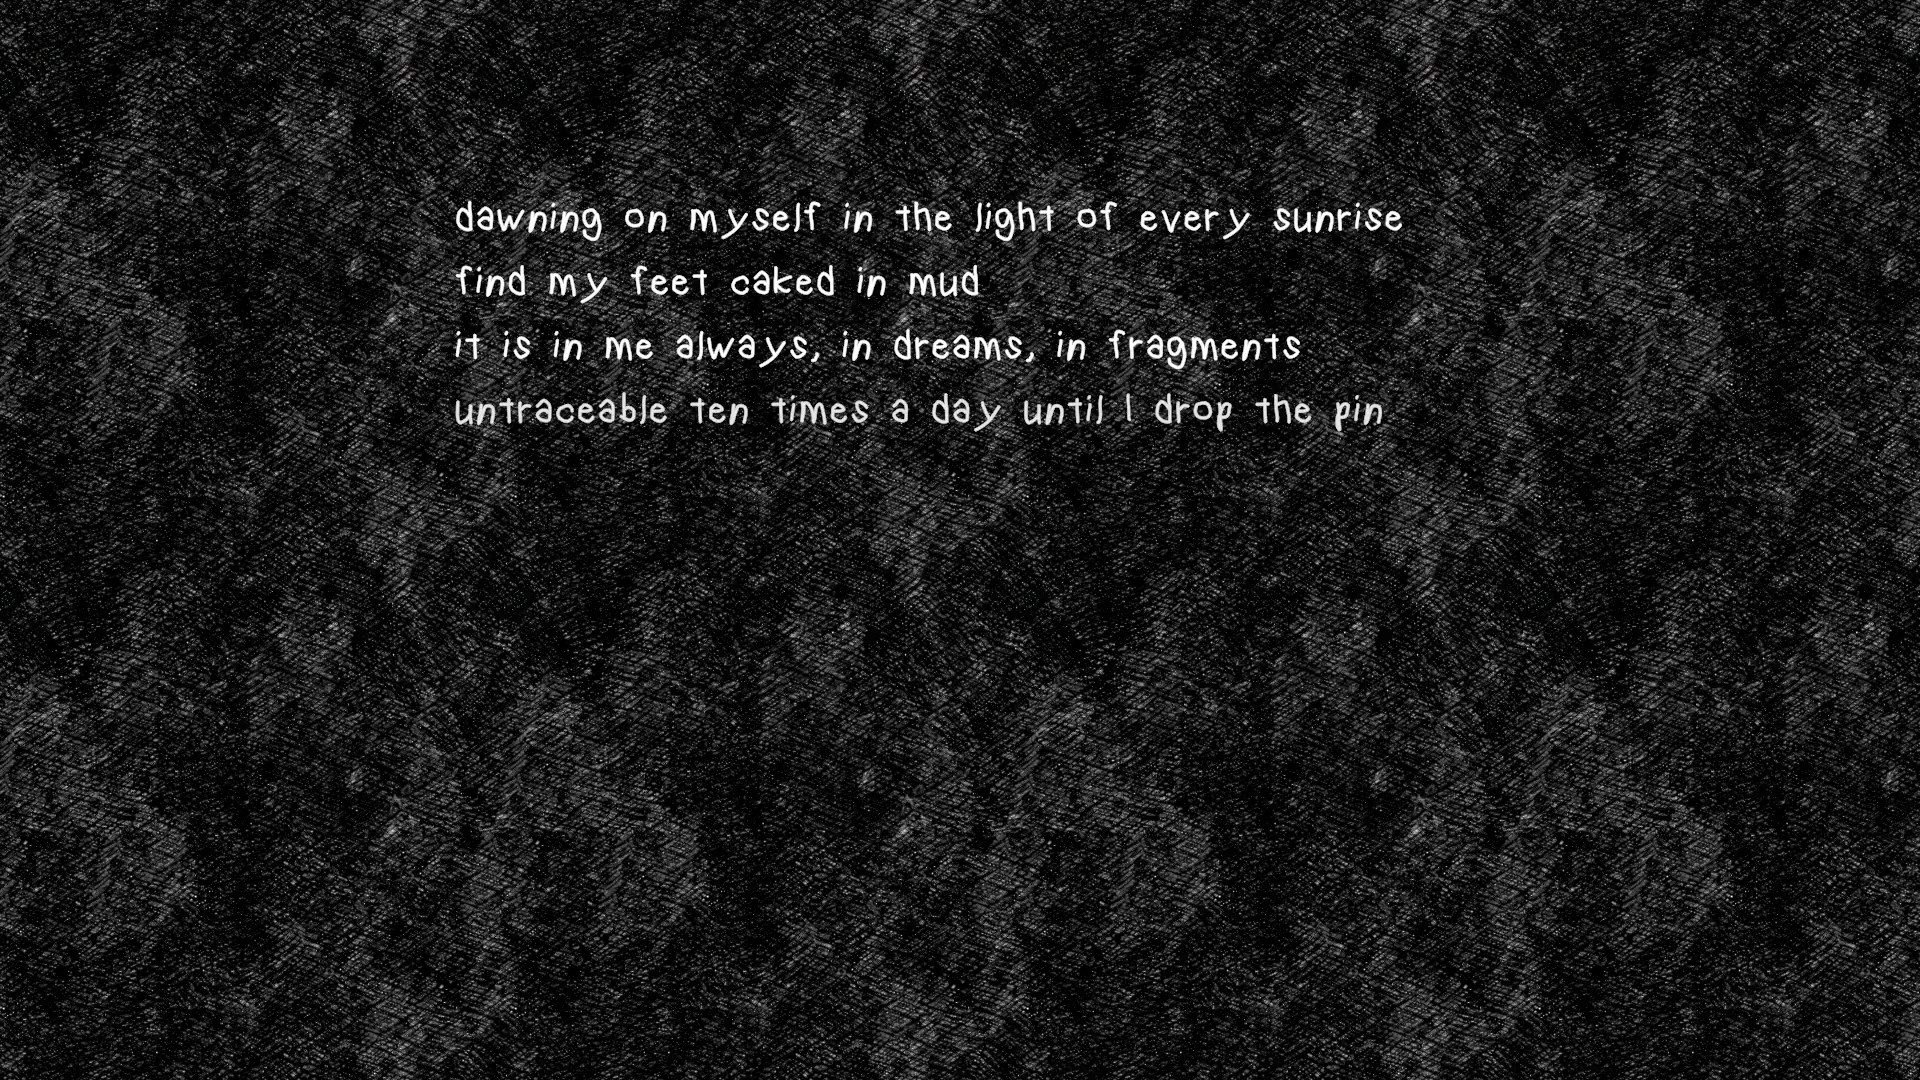 dawning on myself in the light of every sunrise
find my feet caked in mud
it is in me always, in dreams, in fragments
untraceable ten times a day until I drop the pin